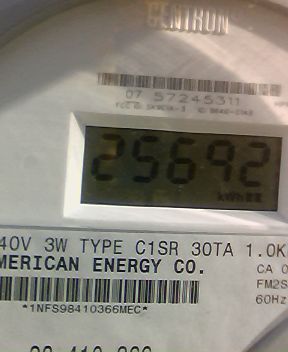 CENTRON
07 57245311
25692
kWh
40V 3W TYPE C1SR 30TA 1.0K
MERICAN ENERGY CO.
CA 0
FM2S
60Hz
*1NFS98410366MEC*